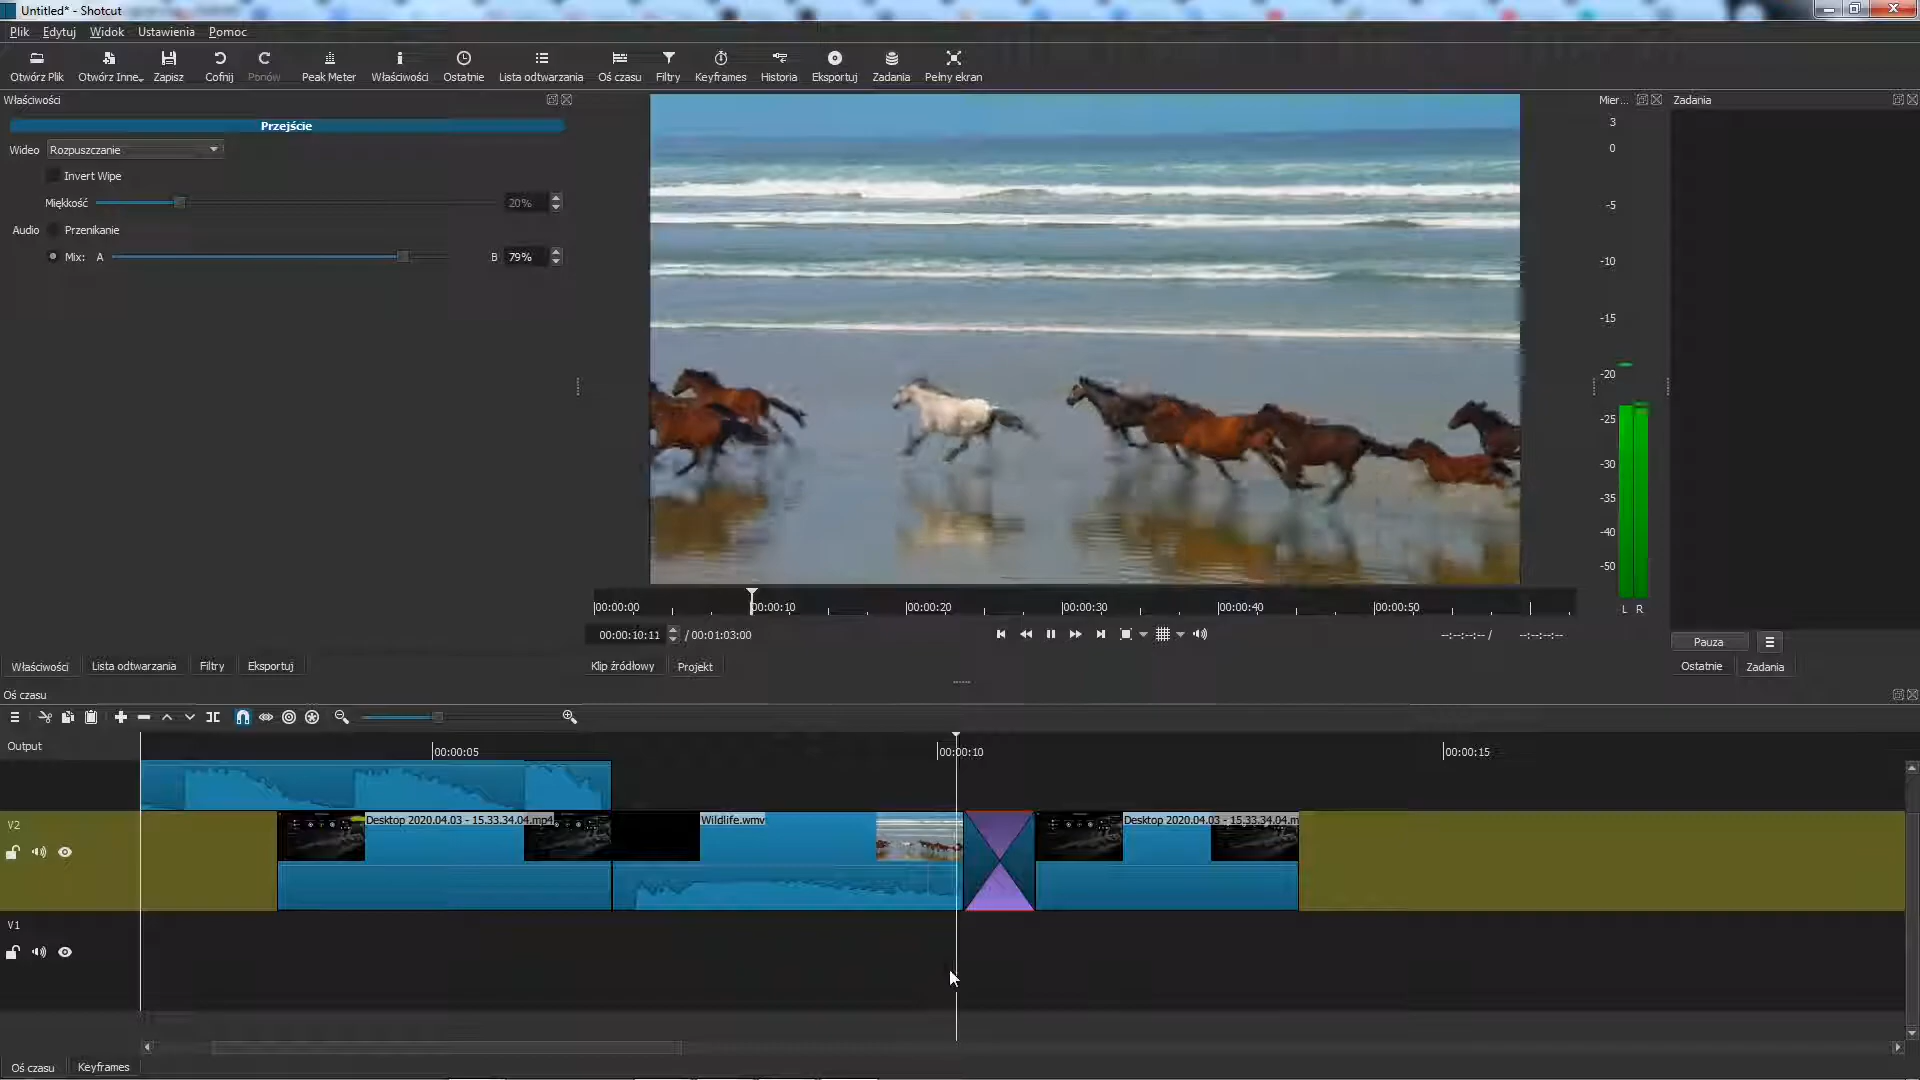 Untitled* - Shotcut
Plik Edytuj Widok Ustawienia Pomoc
Otwórz Plik Otwórz Inne Zapisz Cofnij Ponów Peak Meter Właściwości Ostatnie Lista odtwarzania Oś czasu Filtry Keyframes Historia Eksportuj Zadania Pełny ekran
Właściwości
Przejście
Wideo Rozpuszczanie
Invert Wipe
Miękkość 20%
Audio Przenikanie
Mix: A B 79%
Mier...
3
0
-5
-10
-15
-20
-25
-30
-35
-40
-50
L R
Zadania
00:00:00 00:00:10 00:00:20 00:00:30 00:00:40 00:00:50
00:00:10:11 / 00:01:03:00 --:--:--:-- / --:--:--:--
Klip źródłowy Projekt
Pauza
Ostatnie Zadania
Właściwości Lista odtwarzania Filtry Eksportuj
Oś czasu
Output
00:00:05 00:00:10 00:00:15
V2
Desktop 2020.04.03 - 15.33.34.04.mp4 Wildlife.wmv Desktop 2020.04.03 - 15.33.34.04.m
V1
Oś czasu Keyframes